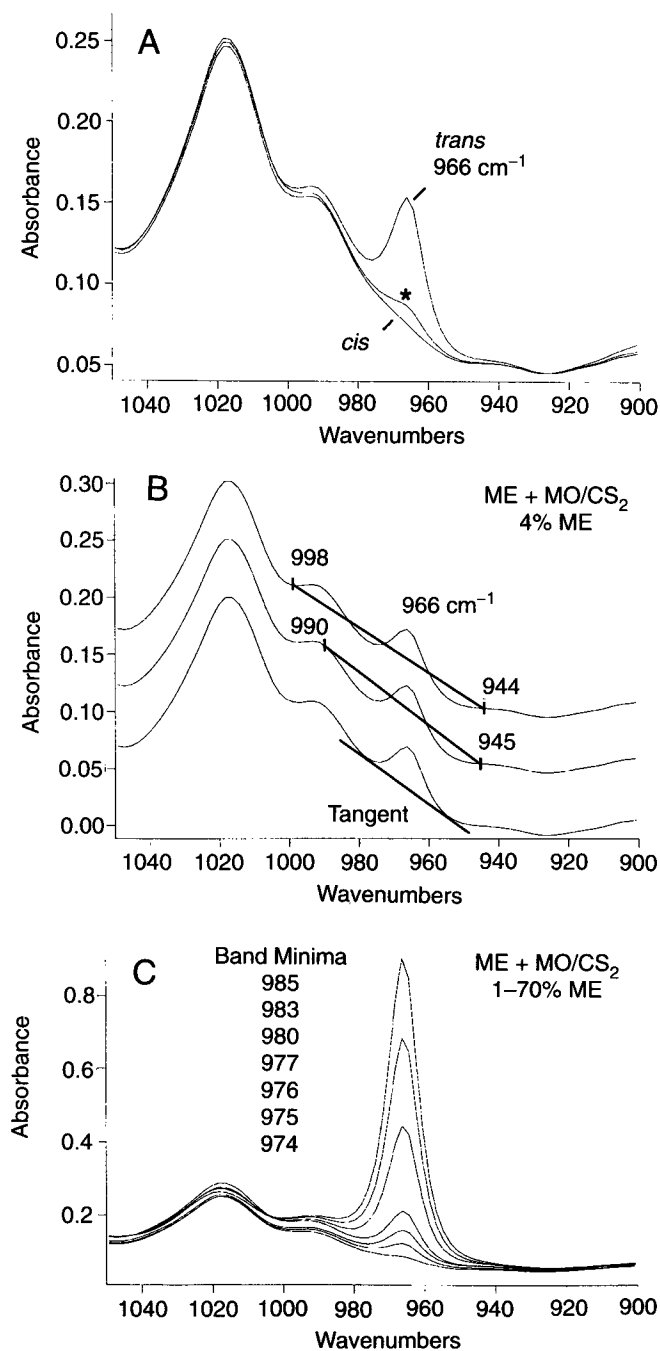 A
0.25
0.20
0.15
0.10
0.05
Absorbance
trans
966 cm⁻¹
*
cis
1040 1020 1000 980 960 940 920 900
Wavenumbers
B
ME + MO/CS₂
4% ME
0.30
0.25
0.20
0.15
0.10
0.05
0.00
Absorbance
998
966 cm⁻¹
990
944
945
Tangent
1040 1020 1000 980 960 940 920 900
Wavenumbers
C
Band Minima
985
983
980
977
976
975
974
ME + MO/CS₂
1–70% ME
0.8
0.6
0.4
0.2
Absorbance
1040 1020 1000 980 960 940 920 900
Wavenumbers